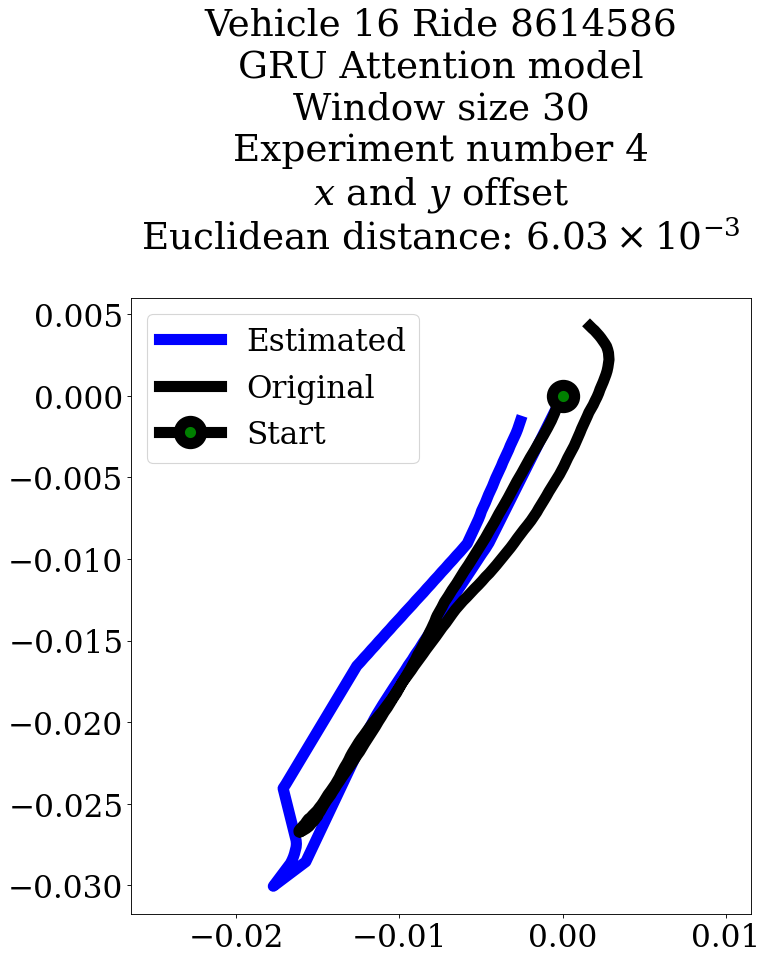 Vehicle 16 Ride 8614586
GRU Attention model
Window size 30
Experiment number 4
x and y offset
Euclidean distance: 6.03 × 10⁻³
Estimated
Original
Start
0.005
0.000
−0.005
−0.010
−0.015
−0.020
−0.025
−0.030
−0.02
−0.01
0.00
0.01